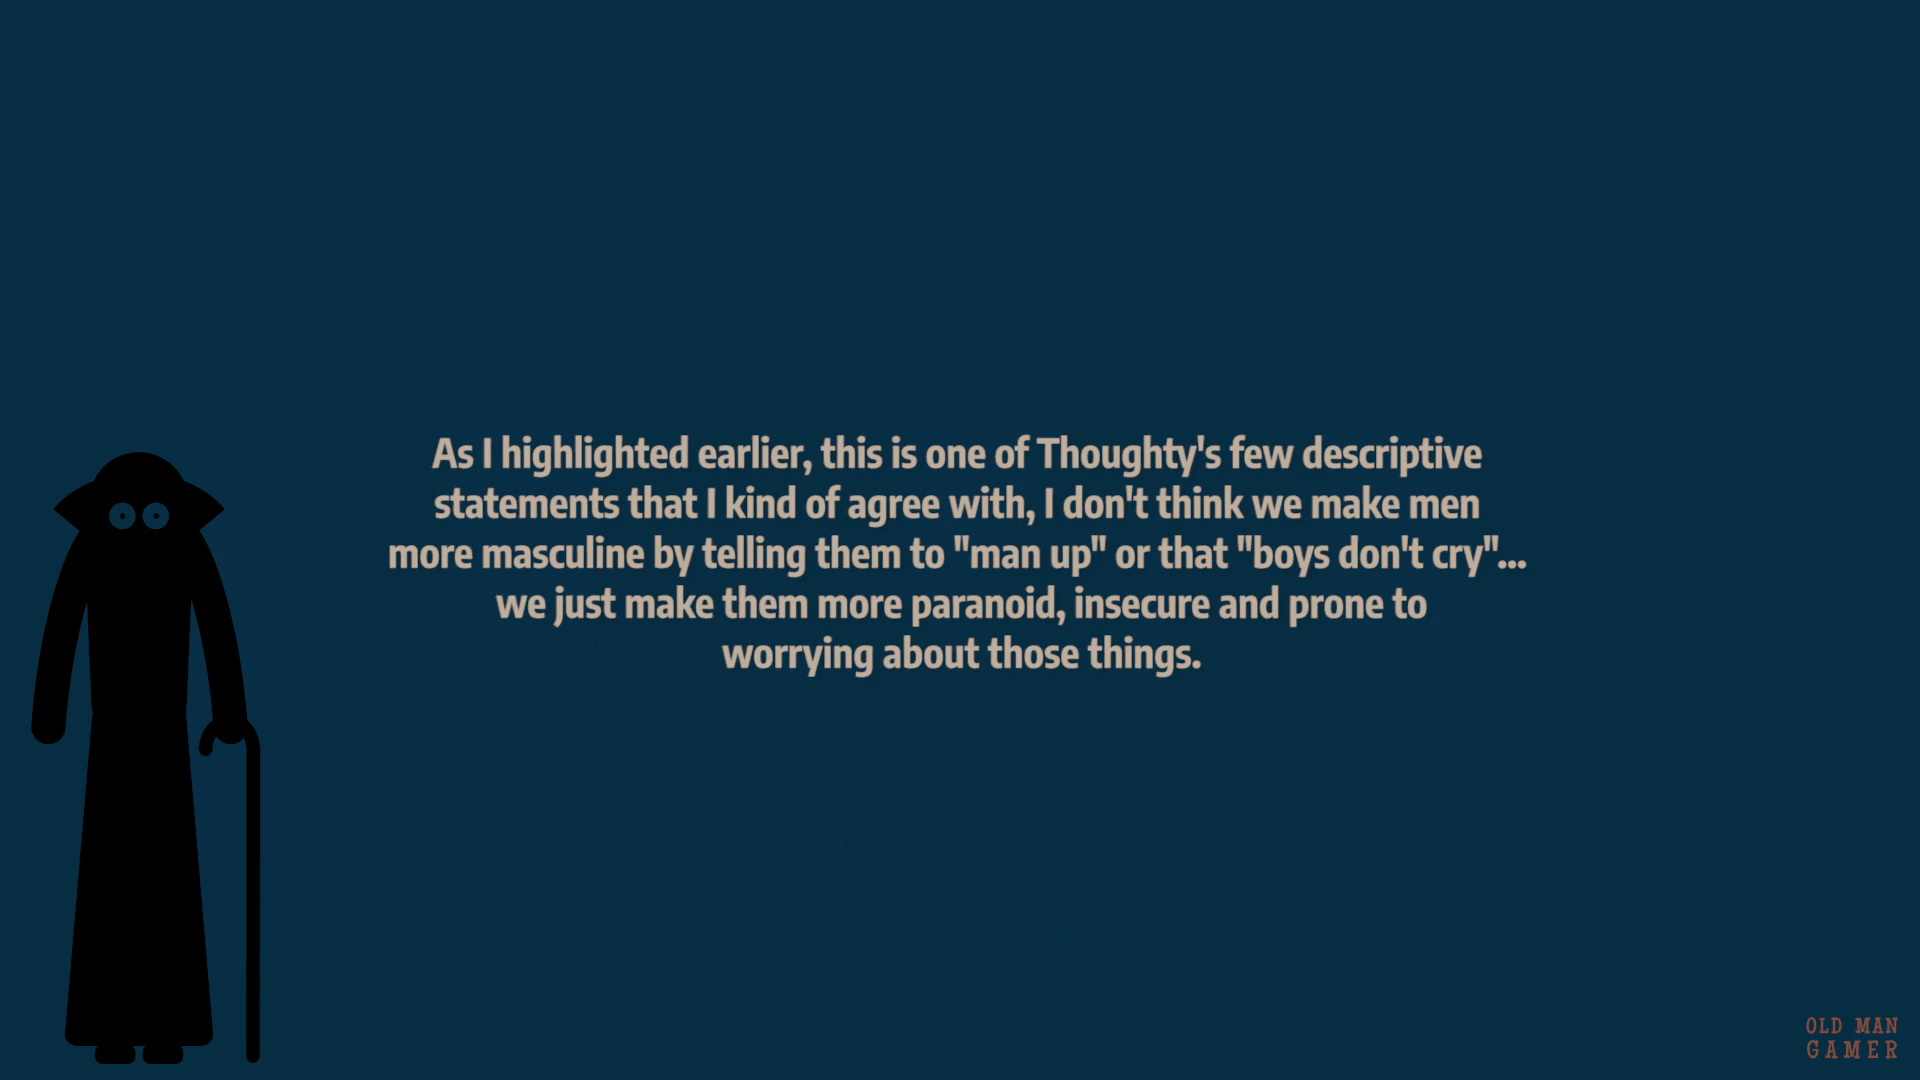 As I highlighted earlier, this is one of Thoughty's few descriptive
statements that I kind of agree with, I don't think we make men
more masculine by telling them to "man up" or that "boys don't cry"...
we just make them more paranoid, insecure and prone to
worrying about those things.
OLD MAN
GAMER